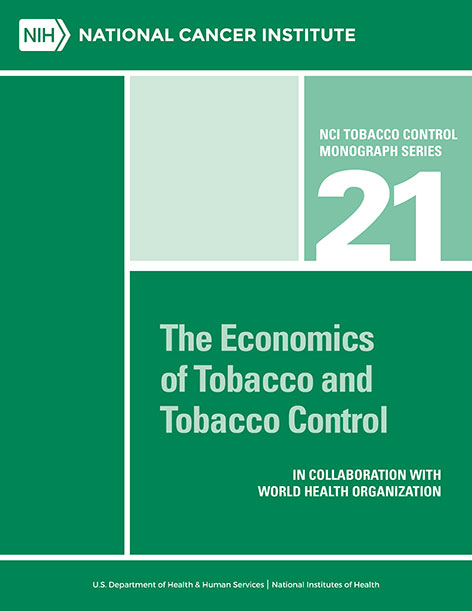 NIH NATIONAL CANCER INSTITUTE
NCI TOBACCO CONTROL
MONOGRAPH SERIES
21
The Economics
of Tobacco and
Tobacco Control
IN COLLABORATION WITH
WORLD HEALTH ORGANIZATION
U.S. Department of Health & Human Services | National Institutes of Health